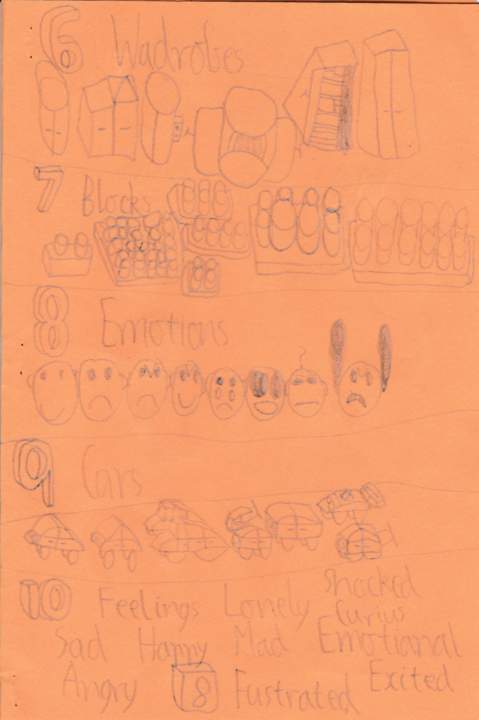 6 Wadrobes
7 Blocks
8 Emotions
9 Cars
10 Feelings Lonely Shocked
Curius
Sad Happy Mad Emotional
Angry 8 Fustrated Exited